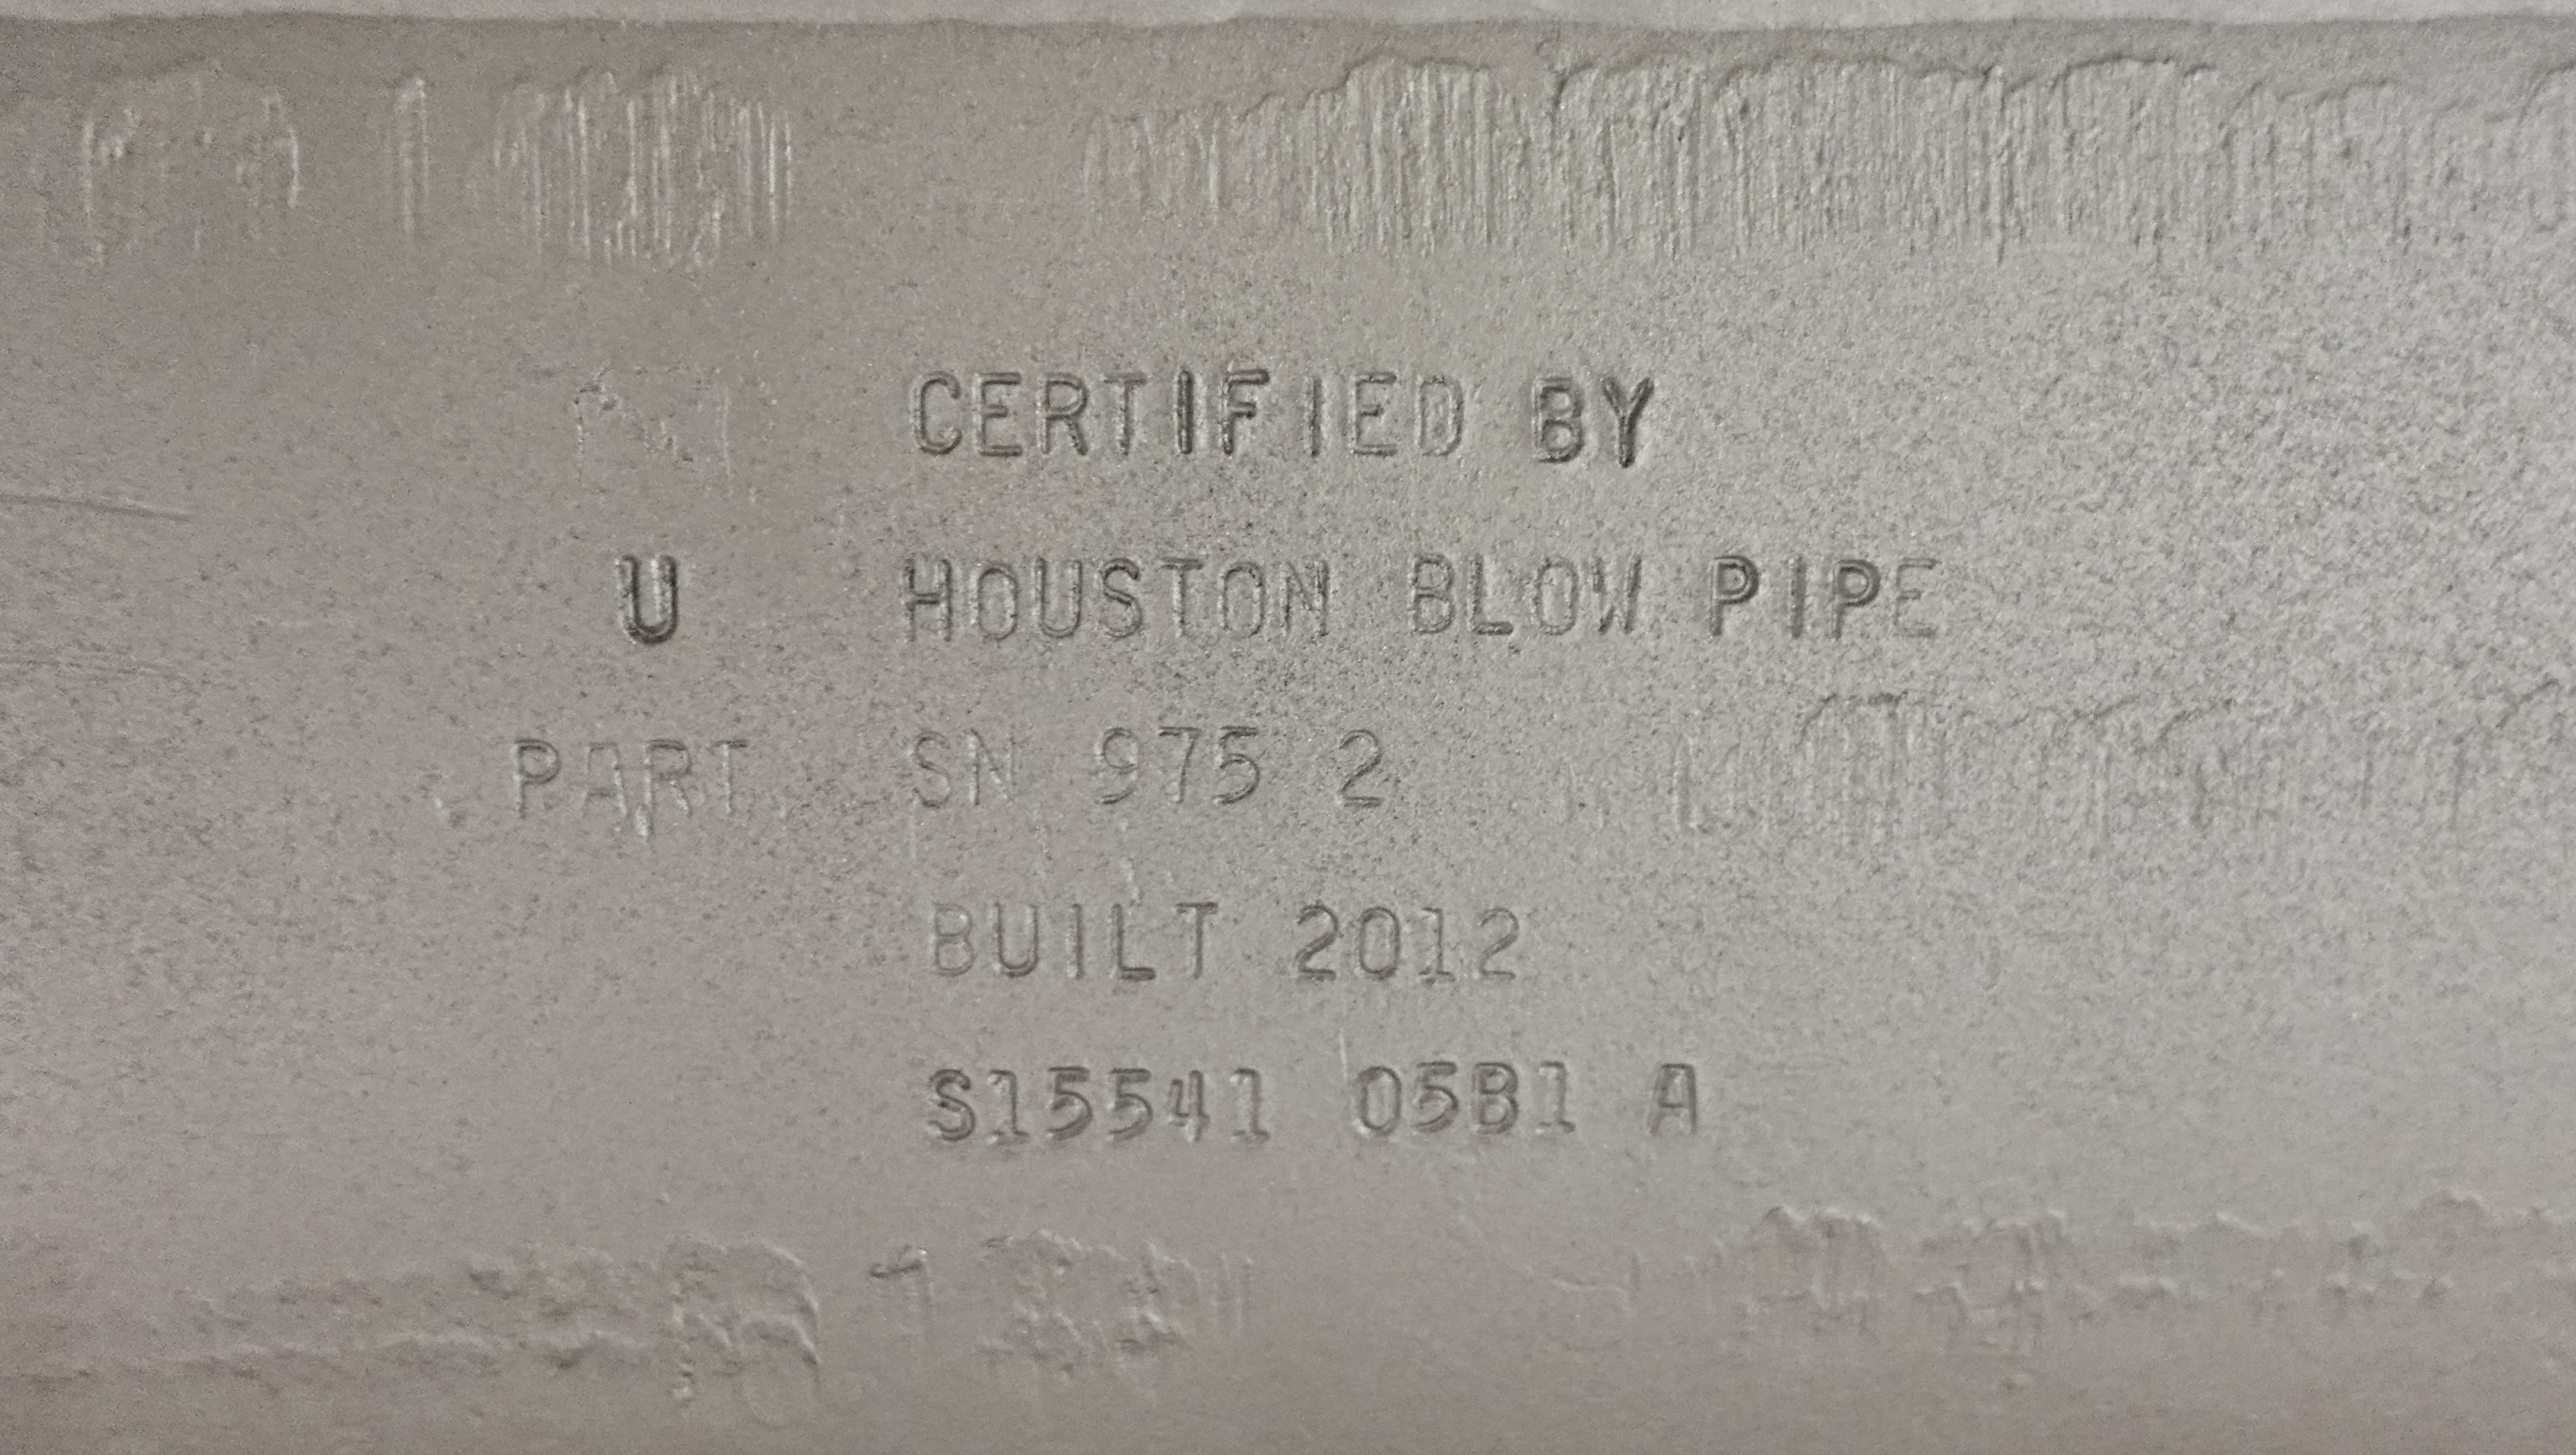 CERTIFIED BY
U HOUSTON BLOW PIPE
PART SN 975 2
BUILT 2012
S15541 05B1 A